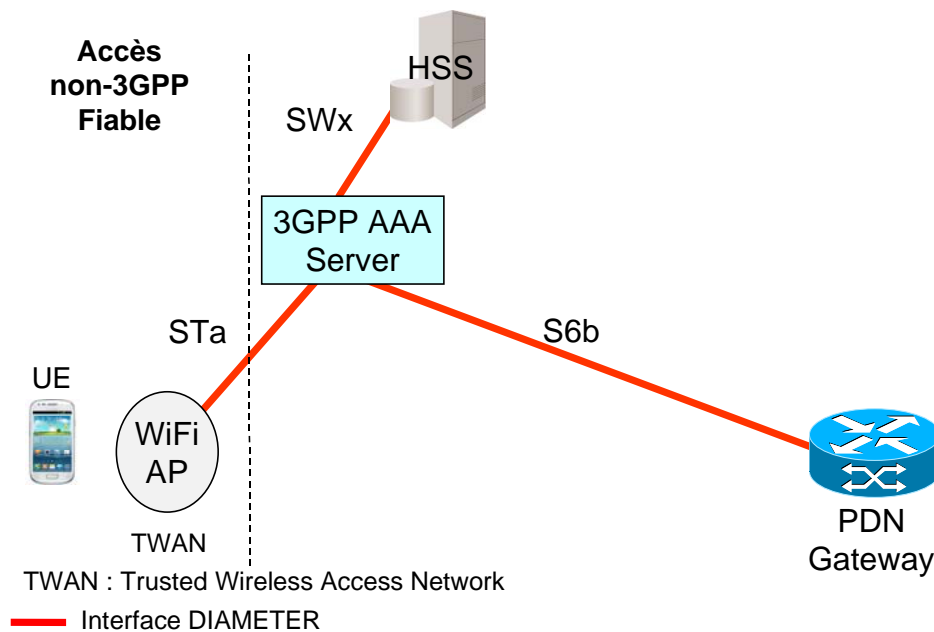 Accès
non-3GPP
Fiable
HSS
SWx
3GPP AAA
Server
STa
S6b
UE
WiFi
AP
TWAN
PDN
Gateway
TWAN : Trusted Wireless Access Network
Interface DIAMETER